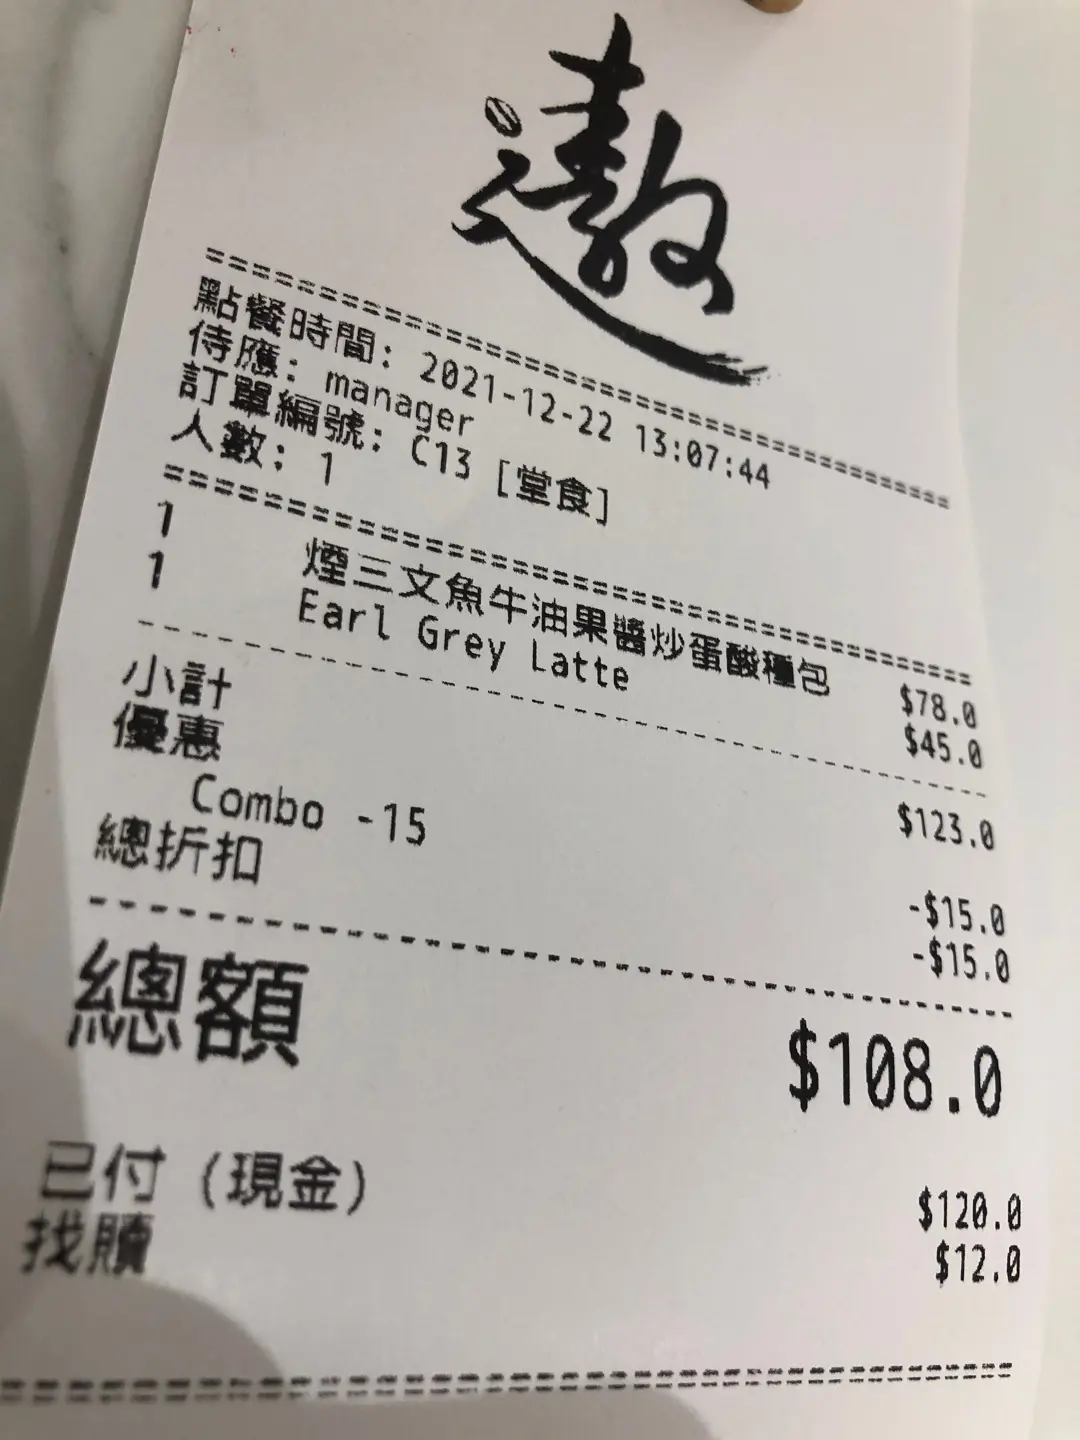 遨
================================
點餐時間: 2021-12-22 13:07:44
侍應: manager
訂單編號: C13 [堂食]
人數: 1
================================
1 煙三文魚牛油果醬炒蛋酸種包 $78.0
1 Earl Grey Latte $45.0
--------------------------------
小計 $123.0
優惠
Combo -15 -$15.0
總折扣 -$15.0
--------------------------------
總額 $108.0
已付 (現金) $120.0
找贖 $12.0
================================